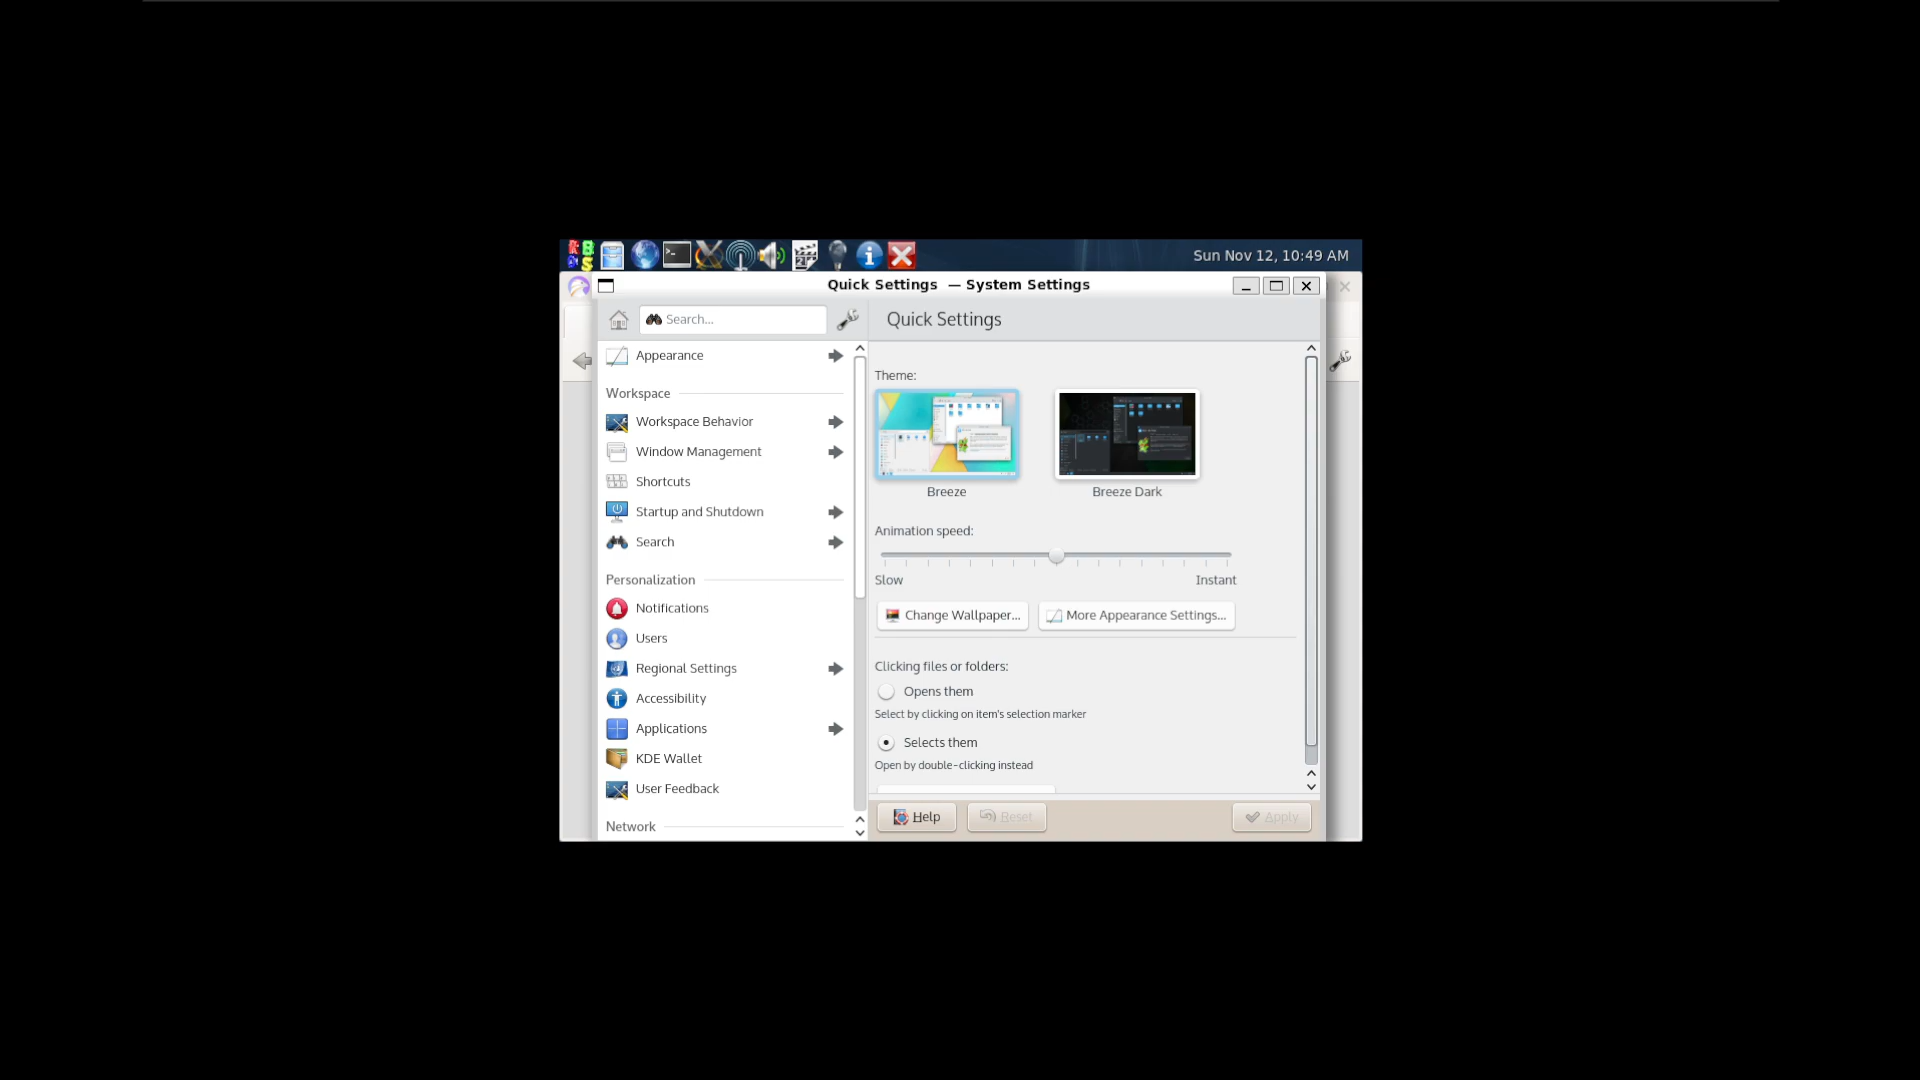 Sun Nov 12, 10:49 AM
Quick Settings — System Settings
Search...
Quick Settings
Appearance
Workspace
Workspace Behavior
Window Management
Shortcuts
Startup and Shutdown
Search
Personalization
Notifications
Users
Regional Settings
Accessibility
Applications
KDE Wallet
User Feedback
Network
Theme:
Breeze
Breeze Dark
Animation speed:
Slow
Instant
Change Wallpaper...
More Appearance Settings...
Clicking files or folders:
Opens them
Select by clicking on item's selection marker
Selects them
Open by double-clicking instead
Help
Reset
Apply